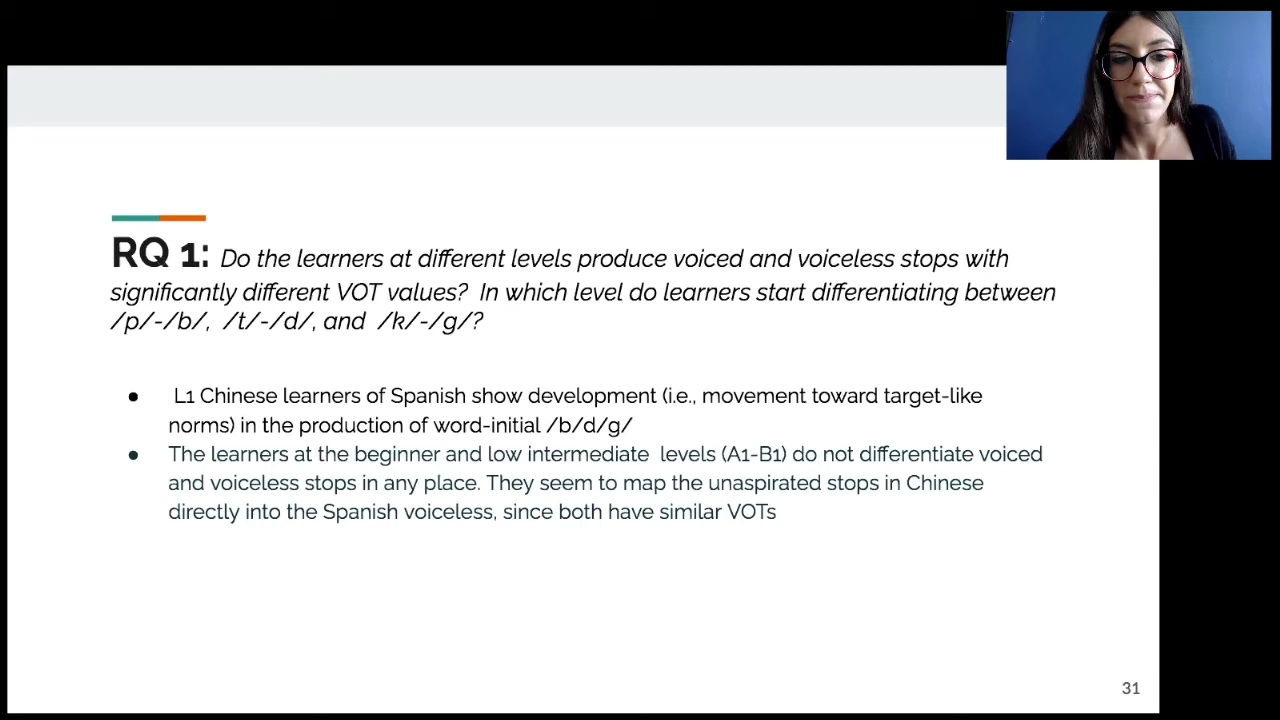 RQ 1: Do the learners at different levels produce voiced and voiceless stops with
significantly different VOT values? In which level do learners start differentiating between
/p/-/b/, /t/-/d/, and /k/-/g/?
● L1 Chinese learners of Spanish show development (i.e., movement toward target-like
norms) in the production of word-initial /b/d/g/
● The learners at the beginner and low intermediate levels (A1-B1) do not differentiate voiced
and voiceless stops in any place. They seem to map the unaspirated stops in Chinese
directly into the Spanish voiceless, since both have similar VOTs
31